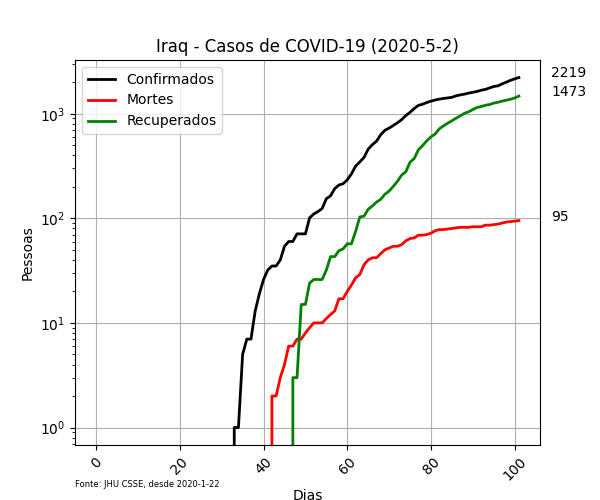 Iraq - Casos de COVID-19 (2020-5-2)
Confirmados
Mortes
Recuperados
2219
1473
95
10³
10²
10¹
10⁰
Pessoas
0 20 40 60 80 100
Dias
Fonte: JHU CSSE, desde 2020-1-22